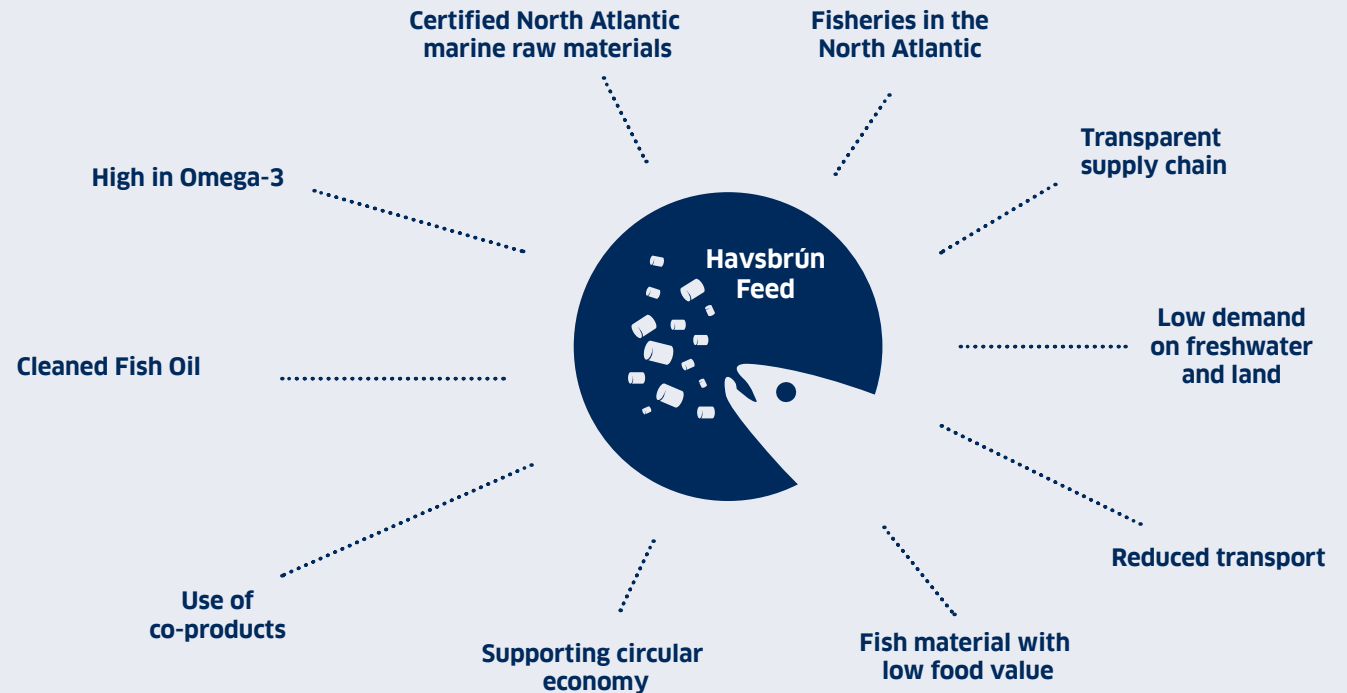 Certified North Atlantic
marine raw materials
Fisheries in the
North Atlantic
Transparent
supply chain
High in Omega-3
Havsbrún
Feed
Low demand
on freshwater
and land
Cleaned Fish Oil
Reduced transport
Use of
co-products
Supporting circular
economy
Fish material with
low food value